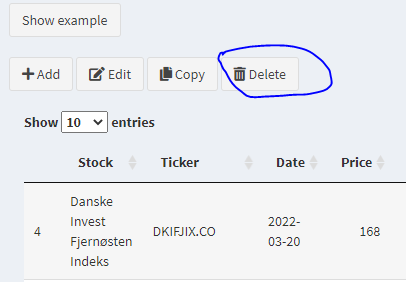 Show example
Add Edit Copy Delete
Show 10 entries
Stock Ticker Date Price
Danske
Invest
Fjernøsten
Indeks
4 DKIFJIX.CO 2022-
03-20 168